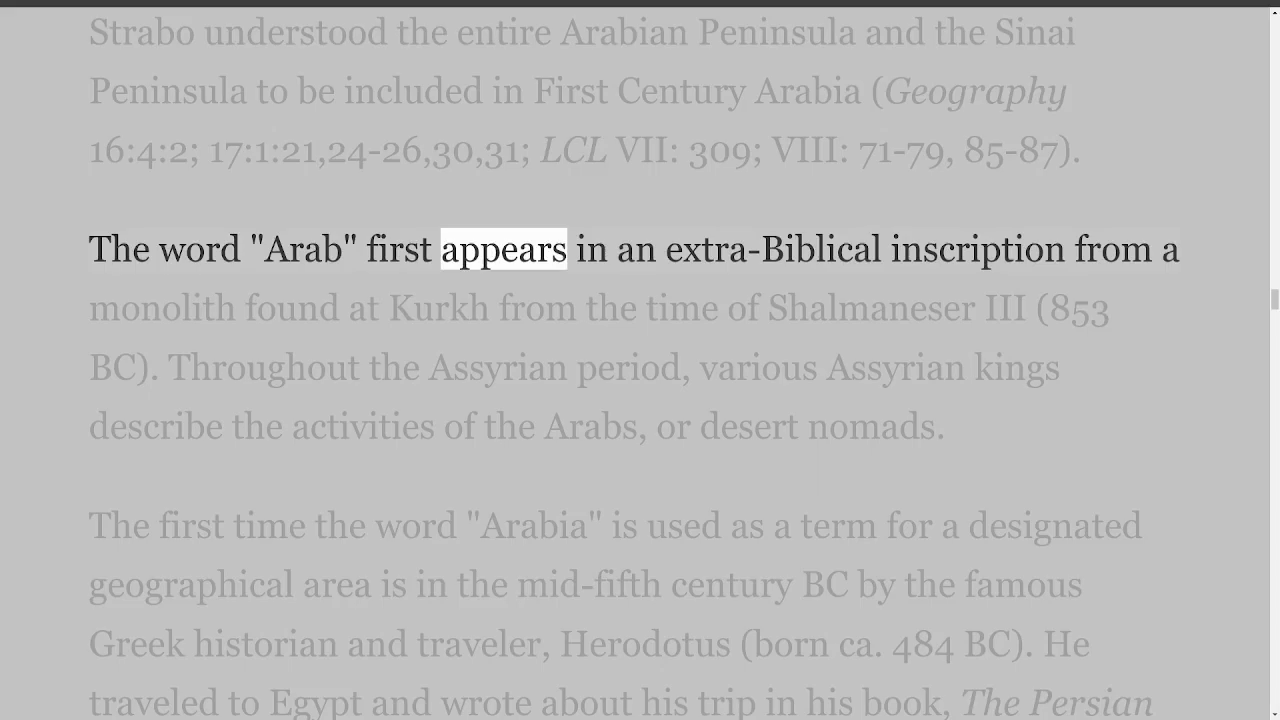 Strabo understood the entire Arabian Peninsula and the Sinai
Peninsula to be included in First Century Arabia (Geography
16:4:2; 17:1:21,24-26,30,31; LCL VII: 309; VIII: 71-79, 85-87).
The word "Arab" first appears in an extra-Biblical inscription from a
monolith found at Kurkh from the time of Shalmaneser III (853
BC). Throughout the Assyrian period, various Assyrian kings
describe the activities of the Arabs, or desert nomads.
The first time the word "Arabia" is used as a term for a designated
geographical area is in the mid-fifth century BC by the famous
Greek historian and traveler, Herodotus (born ca. 484 BC). He
traveled to Egypt and wrote about his trip in his book, The Persian